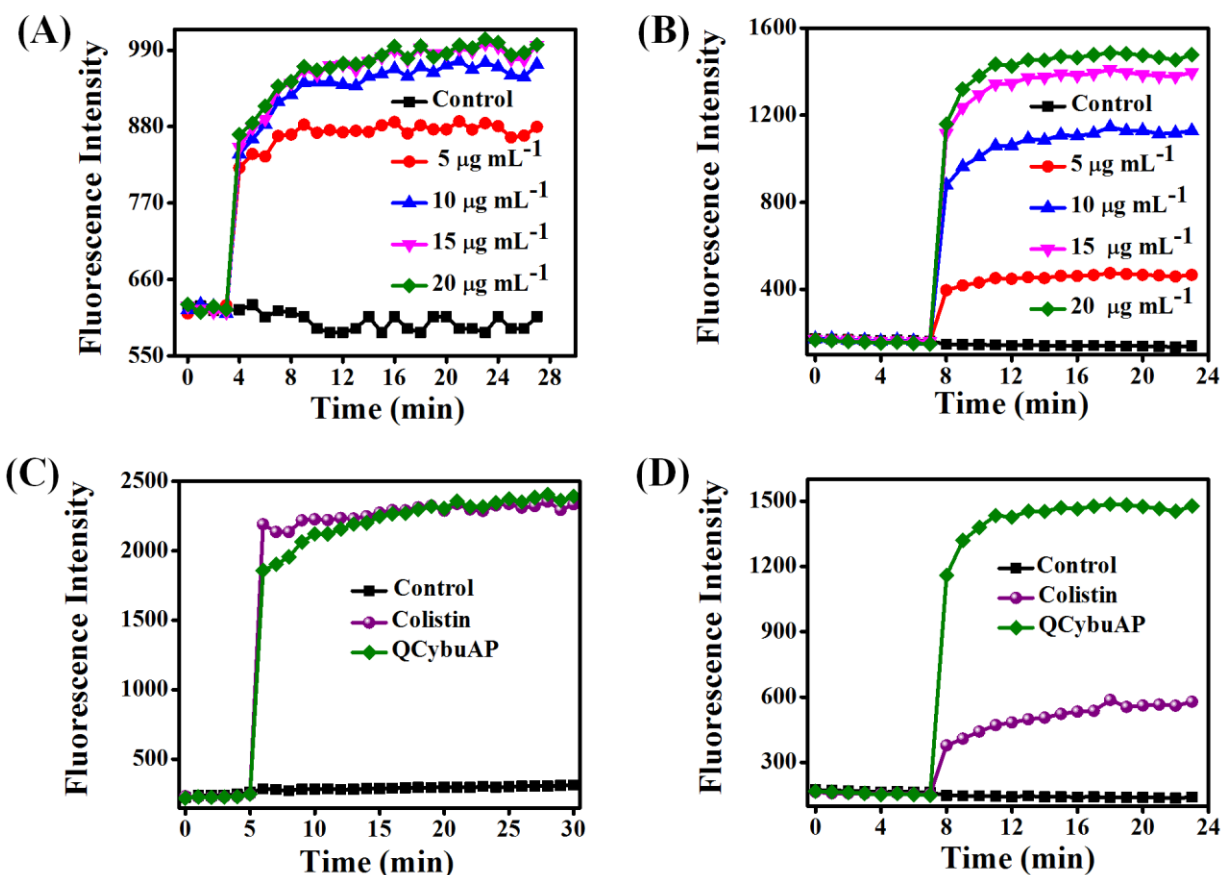 (A)
Fluorescence Intensity
990
880
770
660
550
Control
5 μg mL⁻¹
10 μg mL⁻¹
15 μg mL⁻¹
20 μg mL⁻¹
0 4 8 12 16 20 24 28
Time (min)
(B)
Fluorescence Intensity
1600
1200
800
400
Control
5 μg mL⁻¹
10 μg mL⁻¹
15 μg mL⁻¹
20 μg mL⁻¹
0 4 8 12 16 20 24
Time (min)
(C)
Fluorescence Intensity
2500
2000
1500
1000
500
Control
Colistin
QCybuAP
0 5 10 15 20 25 30
Time (min)
(D)
Fluorescence Intensity
1500
1200
900
600
300
Control
Colistin
QCybuAP
0 4 8 12 16 20 24
Time (min)